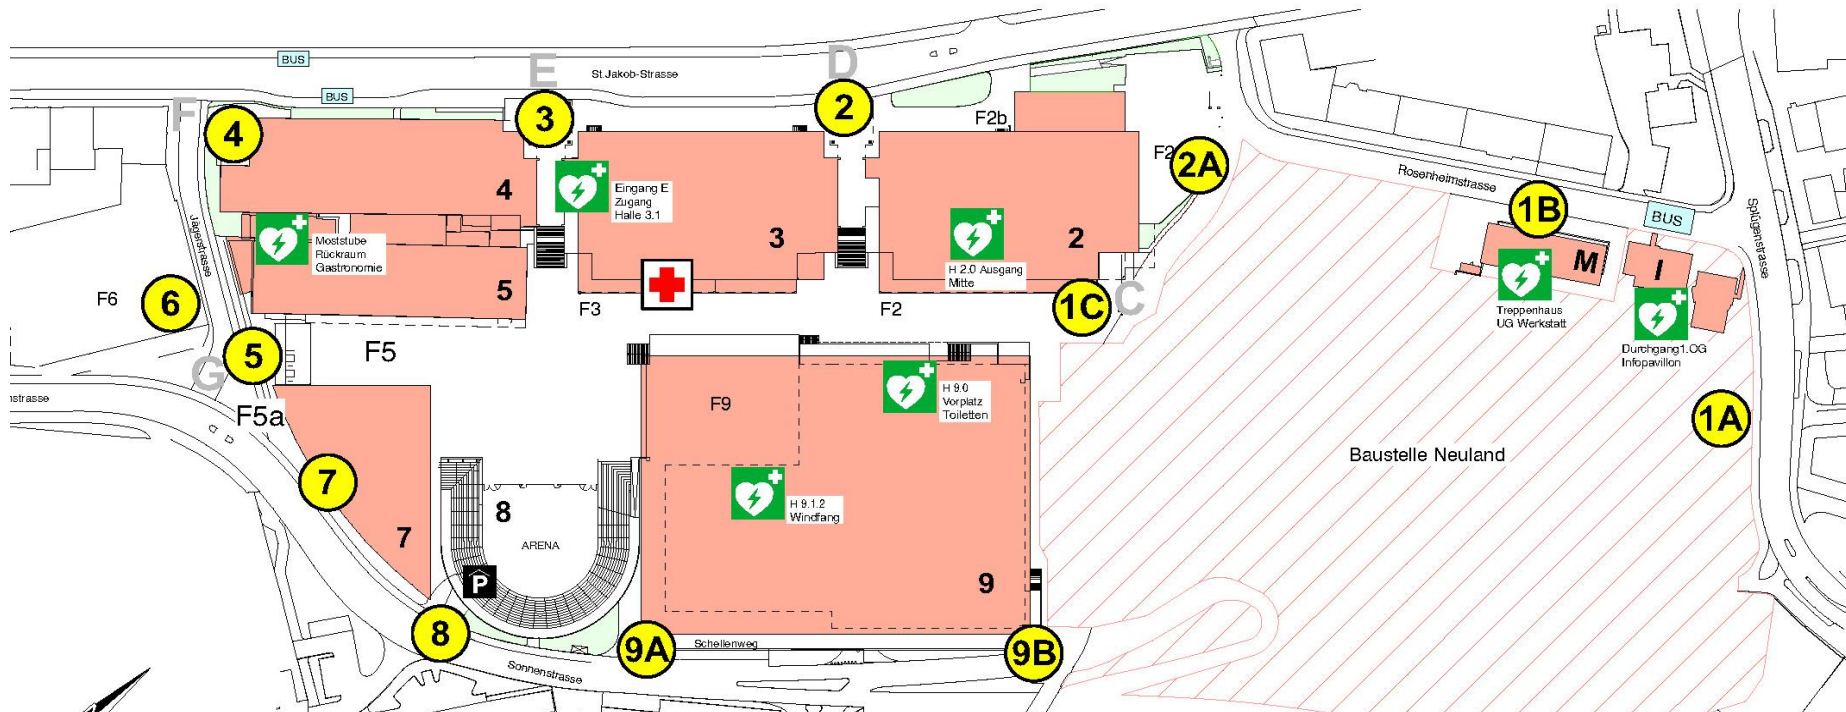 BUS
St.Jakob-Strasse
BUS
E
D
F
4
3
2
F2b
F2
2A
Rosenheimstrasse
1B
BUS
Splügenstrasse
Jägerstrasse
4
Eingang E
Zugang
Halle 3.1
3
2
Moststube
Rückraum
Gastronomie
H 2.0 Ausgang
Mitte
M
I
Treppenhaus
UG Werkstatt
Durchgang1.OG
Infopavillon
F6
6
5
F3
F2
1C
C
G
5
F5
F5a
nstrasse
F9
H 9.0
Vorplatz
Toiletten
1A
Baustelle Neuland
7
7
8
ARENA
H 9.1.2
Windfang
9
P
8
9A
Schellenweg
9B
Sonnenstrasse